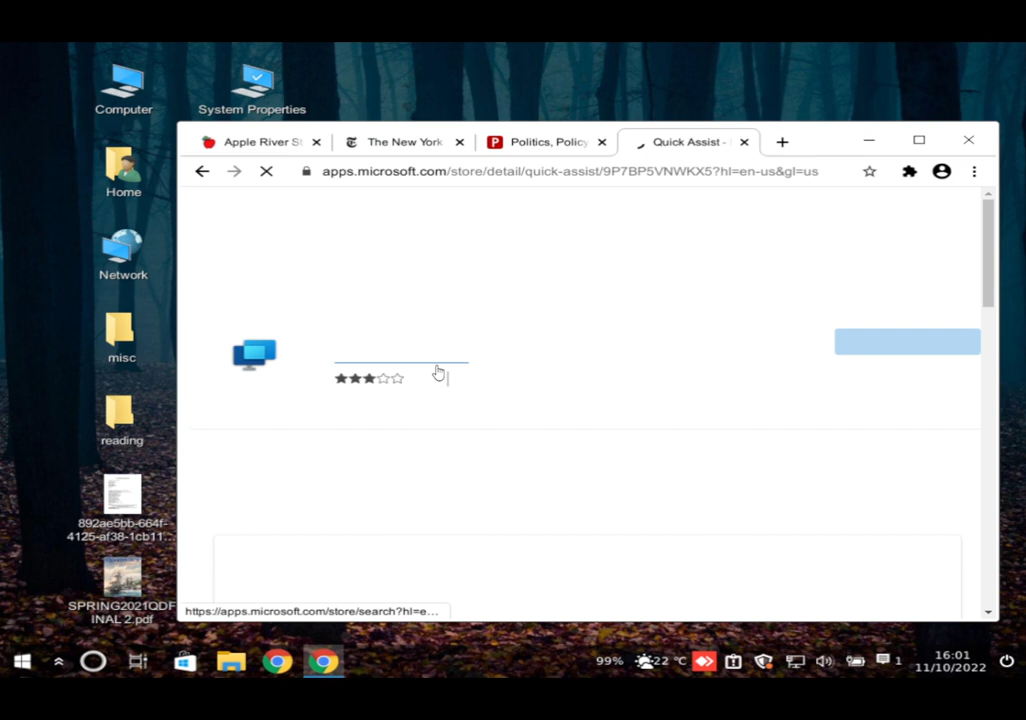 Computer
System Properties
Apple River St
The New York
Politics, Policy
Quick Assist -
apps.microsoft.com/store/detail/quick-assist/9P7BP5VNWKX5?hl=en-us&gl=us
Home
Network
misc
reading
892ae5bb-664f-
4125-af38-1cb11...
SPRING2021QDF
INAL 2.pdf
https://apps.microsoft.com/store/search?hl=e...
99%
22 °C
1
16:01
11/10/2022